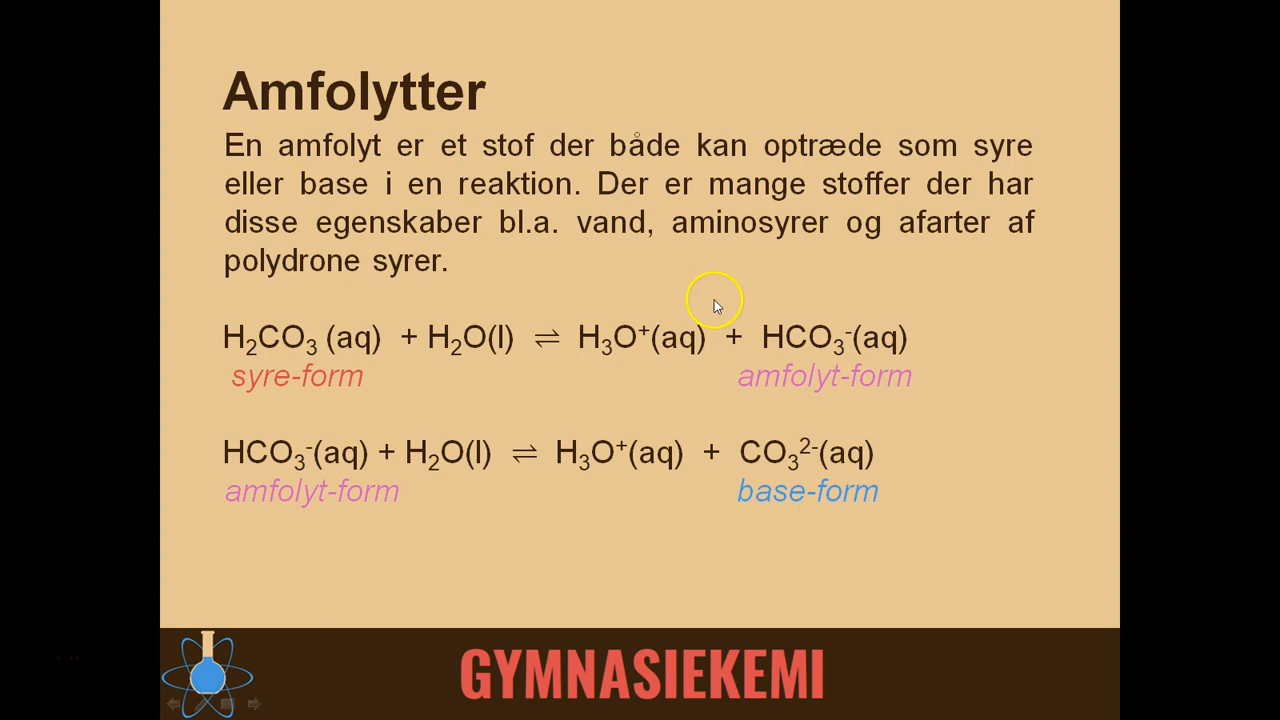 Amfolytter
En amfolyt er et stof der både kan optræde som syre
eller base i en reaktion. Der er mange stoffer der har
disse egenskaber bl.a. vand, aminosyrer og afarter af
polydrone syrer.
H₂CO₃ (aq) + H₂O(l) ⇌ H₃O⁺(aq) + HCO₃⁻(aq)
syre-form amfolyt-form
HCO₃⁻(aq) + H₂O(l) ⇌ H₃O⁺(aq) + CO₃²⁻(aq)
amfolyt-form base-form
GYMNASIEKEMI